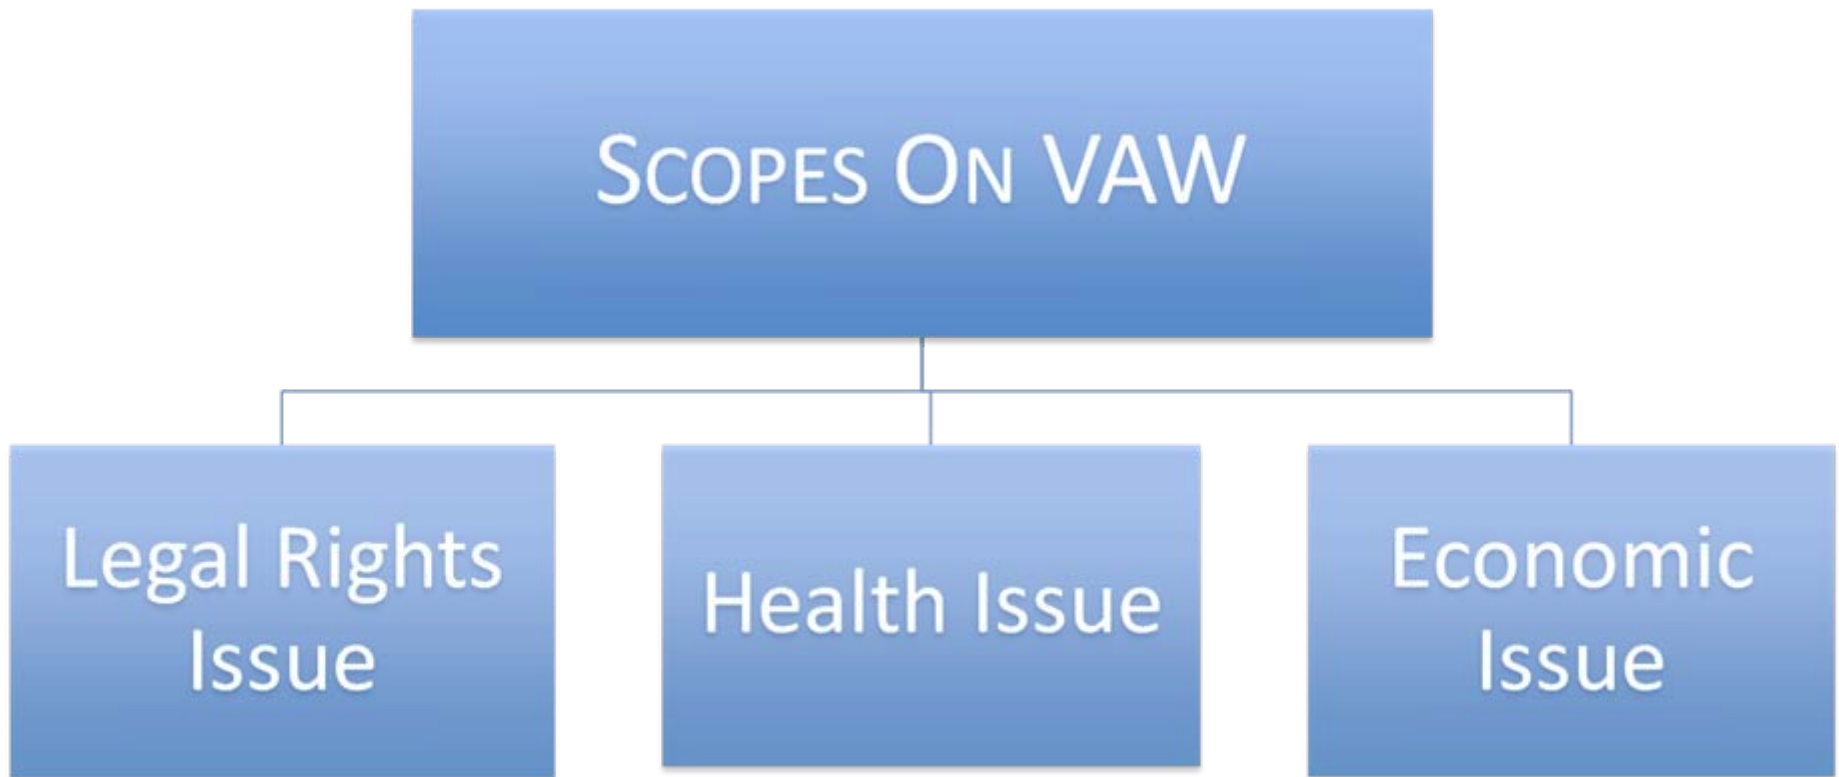 Scopes On VAW
Legal Rights
Issue
Health Issue
Economic
Issue